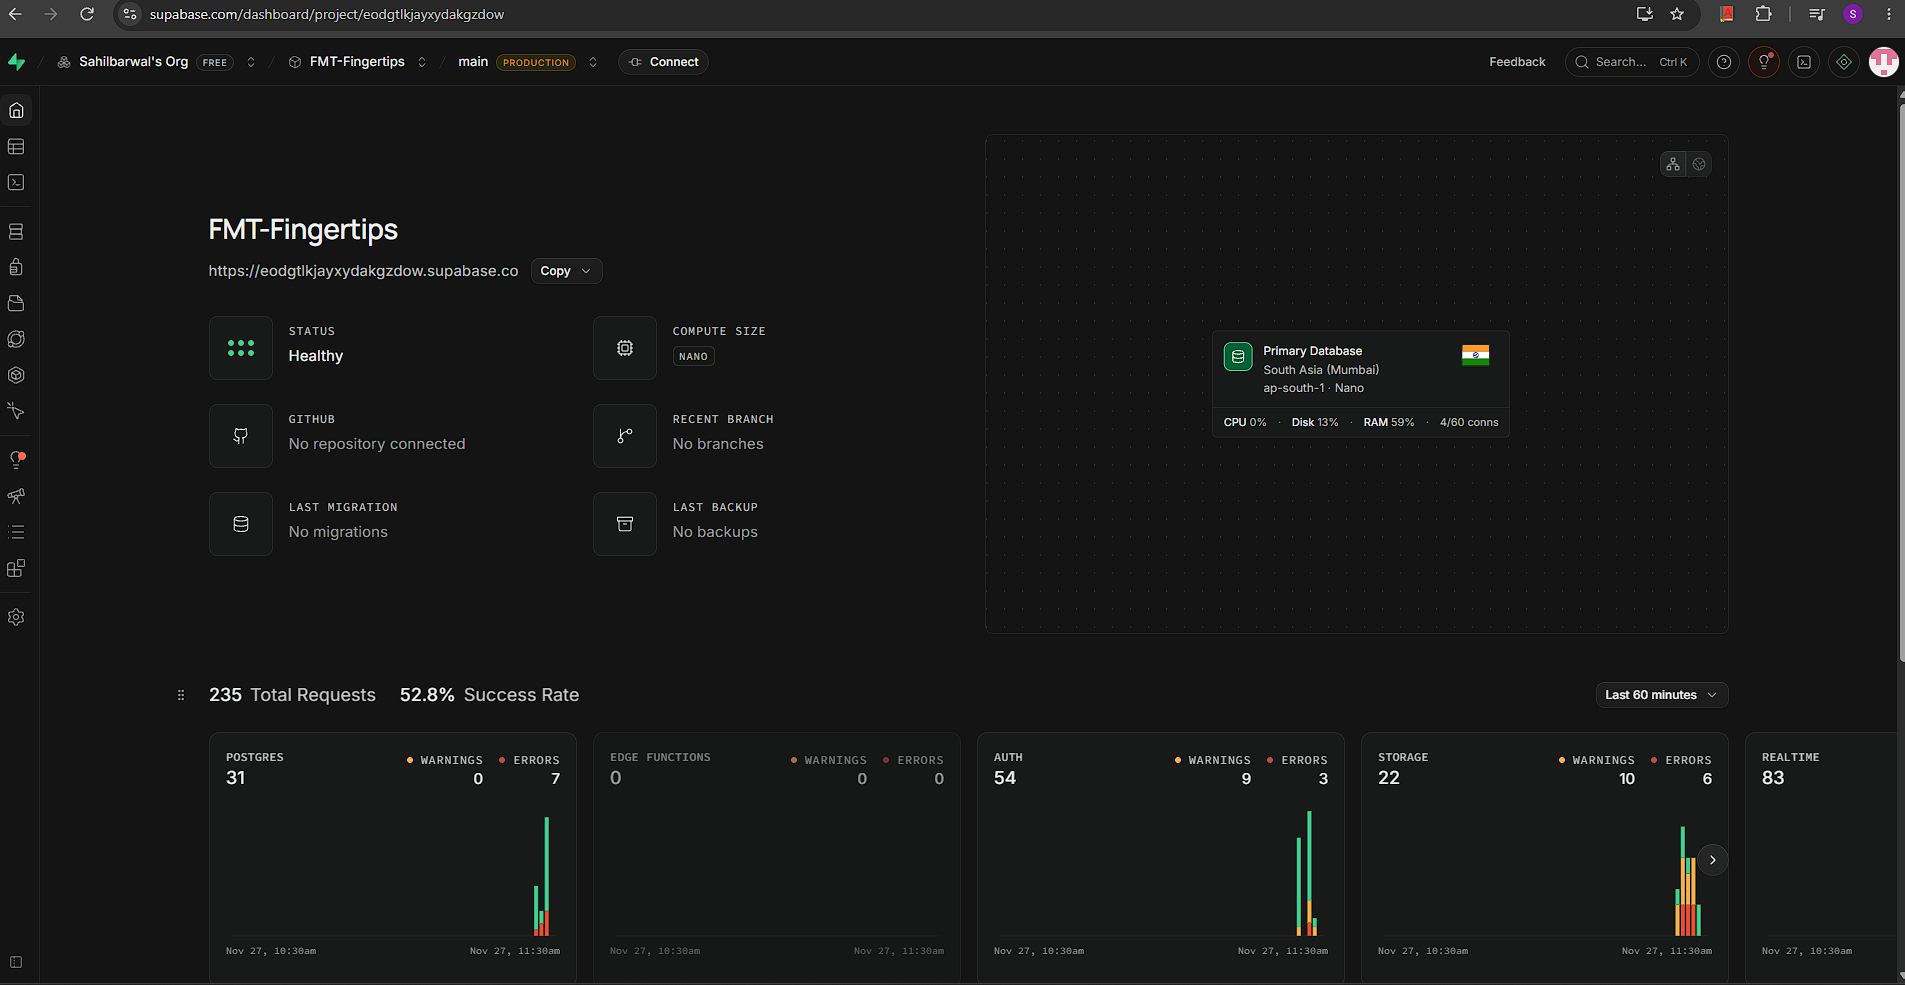 supabase.com/dashboard/project/eodgtlkjayxydakgzdow
S
Sahilbarwal's Org FREE / FMT-Fingertips / main PRODUCTION Connect
Feedback Search... Ctrl K
FMT-Fingertips
https://eodgtlkjayxydakgzdow.supabase.co Copy
STATUS
Healthy
COMPUTE SIZE
NANO
GITHUB
No repository connected
RECENT BRANCH
No branches
LAST MIGRATION
No migrations
LAST BACKUP
No backups
Primary Database
South Asia (Mumbai)
ap-south-1 · Nano
CPU 0% · Disk 13% · RAM 59% · 4/60 conns
235 Total Requests 52.8% Success Rate
Last 60 minutes
POSTGRES
31
WARNINGS
0
ERRORS
7
Nov 27, 10:30am Nov 27, 11:30am
EDGE FUNCTIONS
0
WARNINGS
0
ERRORS
0
Nov 27, 10:30am Nov 27, 11:30am
AUTH
54
WARNINGS
9
ERRORS
3
Nov 27, 10:30am Nov 27, 11:30am
STORAGE
22
WARNINGS
10
ERRORS
6
Nov 27, 10:30am Nov 27, 11:30am
REALTIME
83
Nov 27, 10:30am